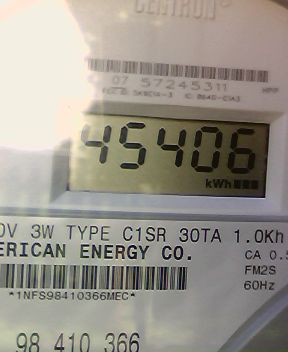 CENTRON
07 57245311
HPP
45406
kWh
0V 3W TYPE C1SR 30TA 1.0Kh
ERICAN ENERGY CO.
CA 0.5
FM2S
60Hz
*1NFS98410366MEC*
98 410 366